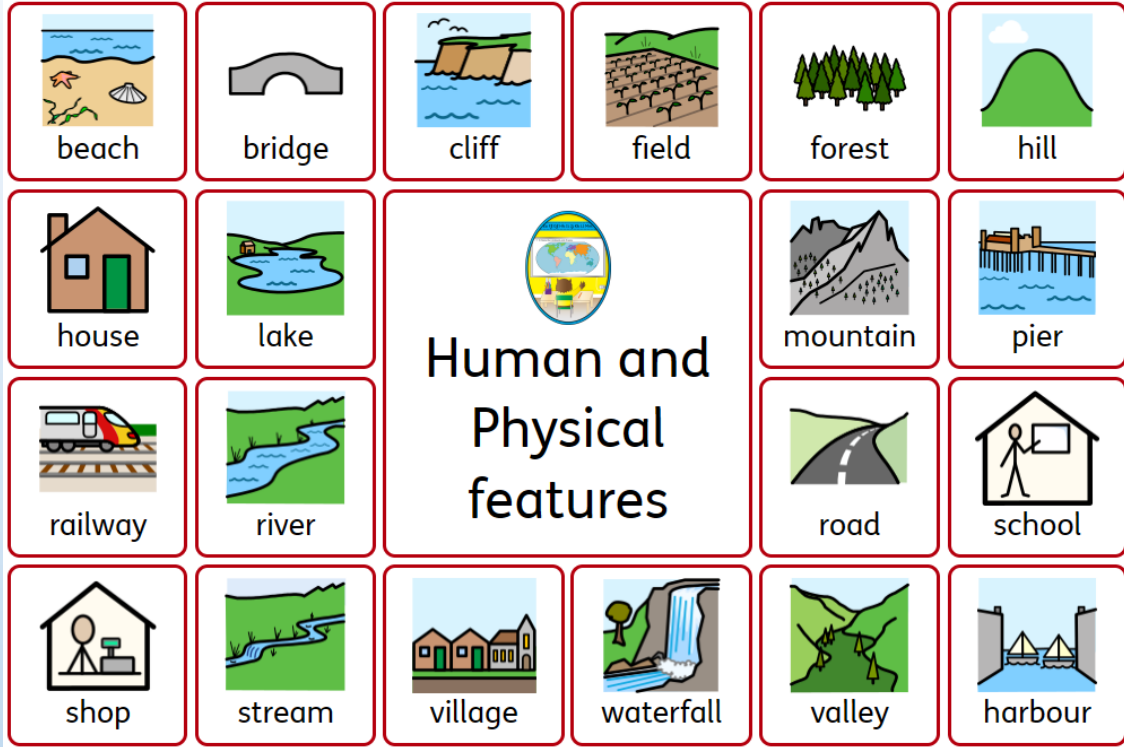 beach
bridge
cliff
field
forest
hill
house
lake
Human and
Physical
features
mountain
pier
railway
river
road
school
shop
stream
village
waterfall
valley
harbour